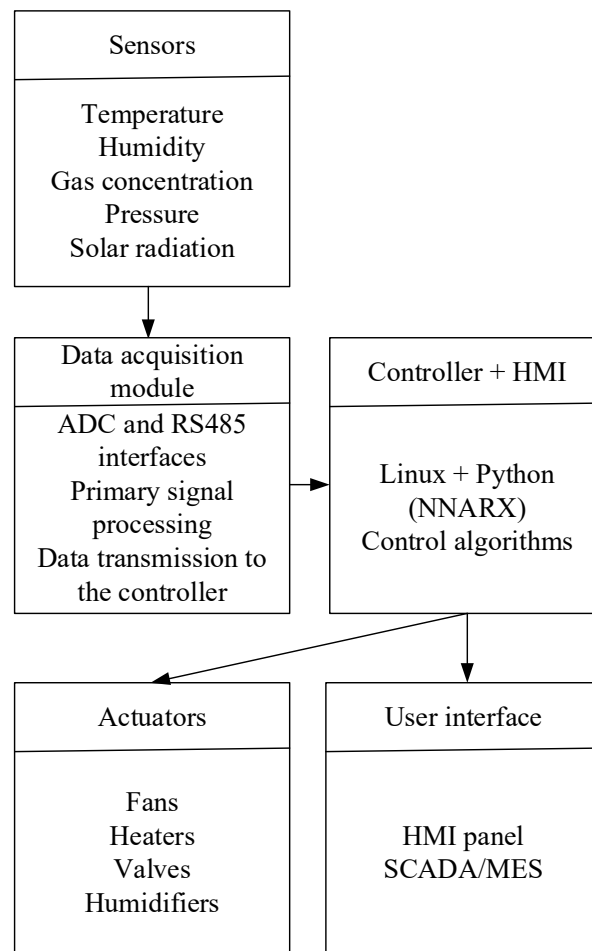 Sensors
Temperature
Humidity
Gas concentration
Pressure
Solar radiation
Data acquisition
module
ADC and RS485
interfaces
Primary signal
processing
Data transmission to
the controller
Controller + HMI
Linux + Python
(NNARX)
Control algorithms
Actuators
Fans
Heaters
Valves
Humidifiers
User interface
HMI panel
SCADA/MES